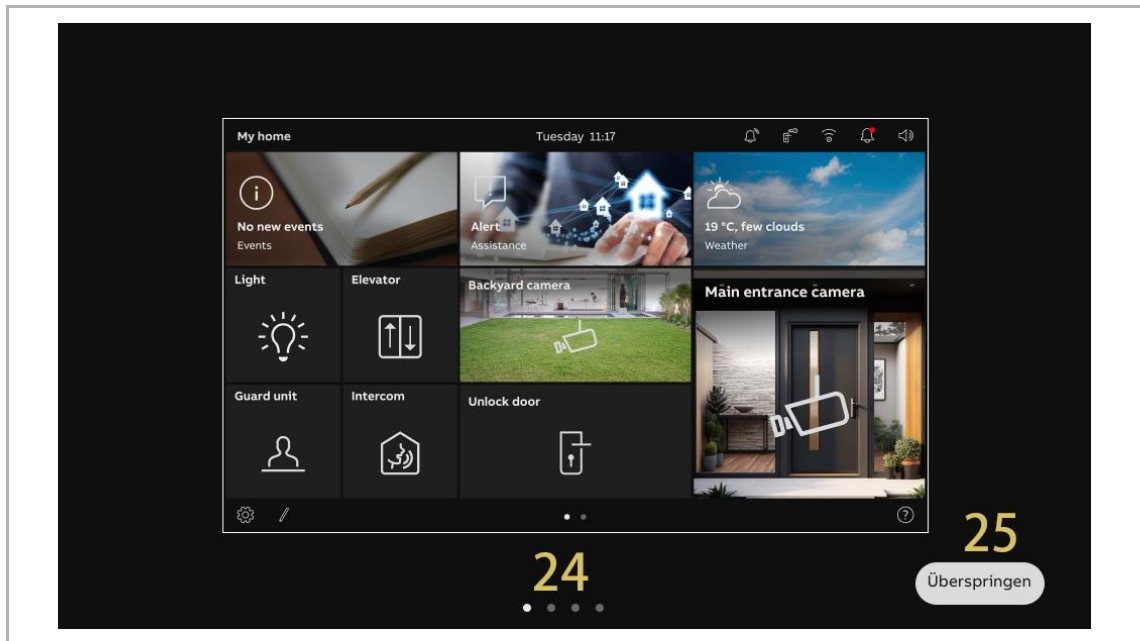 My home
Tuesday 11:17
No new events
Events
Alert
Assistance
19 °C, few clouds
Weather
Light
Elevator
Backyard camera
Main entrance camera
Guard unit
Intercom
Unlock door
24
25
Überspringen